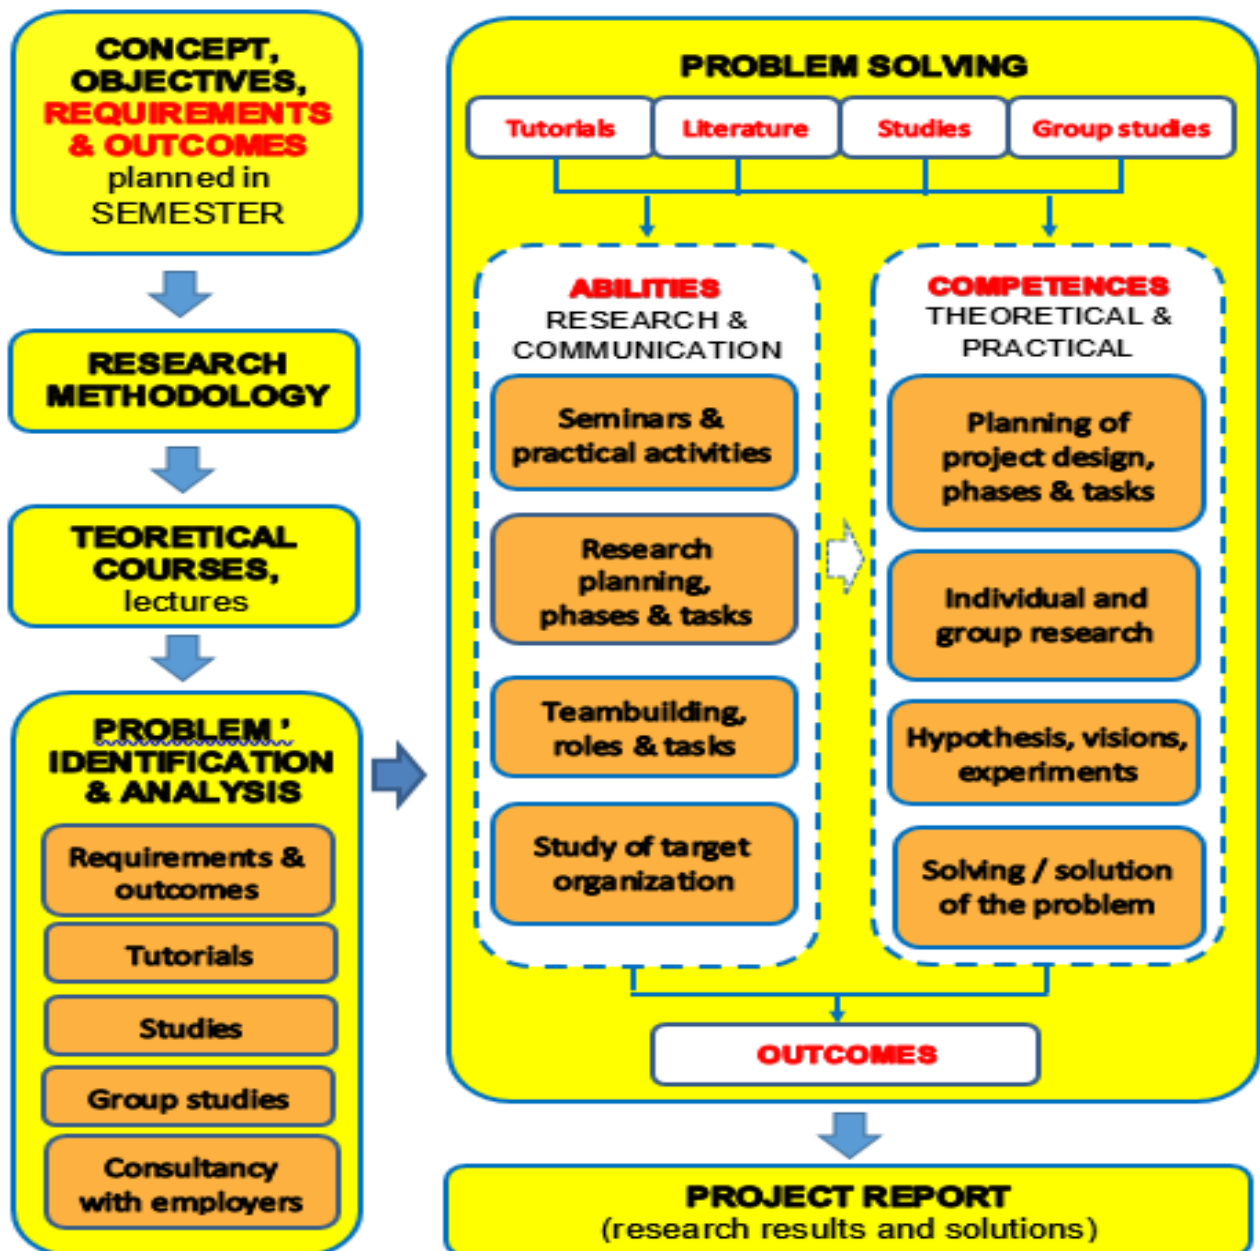 CONCEPT,
OBJECTIVES,
REQUIREMENTS
& OUTCOMES
planned in
SEMESTER
RESEARCH
METHODOLOGY
TEORETICAL
COURSES,
lectures
PROBLEM '
IDENTIFICATION
& ANALYSIS
Requirements &
outcomes
Tutorials
Studies
Group studies
Consultancy
with employers
PROBLEM SOLVING
Tutorials
Literature
Studies
Group studies
ABILITIES
RESEARCH &
COMMUNICATION
Seminars &
practical activities
Research
planning,
phases & tasks
Teambuilding,
roles & tasks
Study of target
organization
COMPETENCES
THEORETICAL &
PRACTICAL
Planning of
project design,
phases & tasks
Individual and
group research
Hypothesis, visions,
experiments
Solving / solution
of the problem
OUTCOMES
PROJECT REPORT
(research results and solutions)